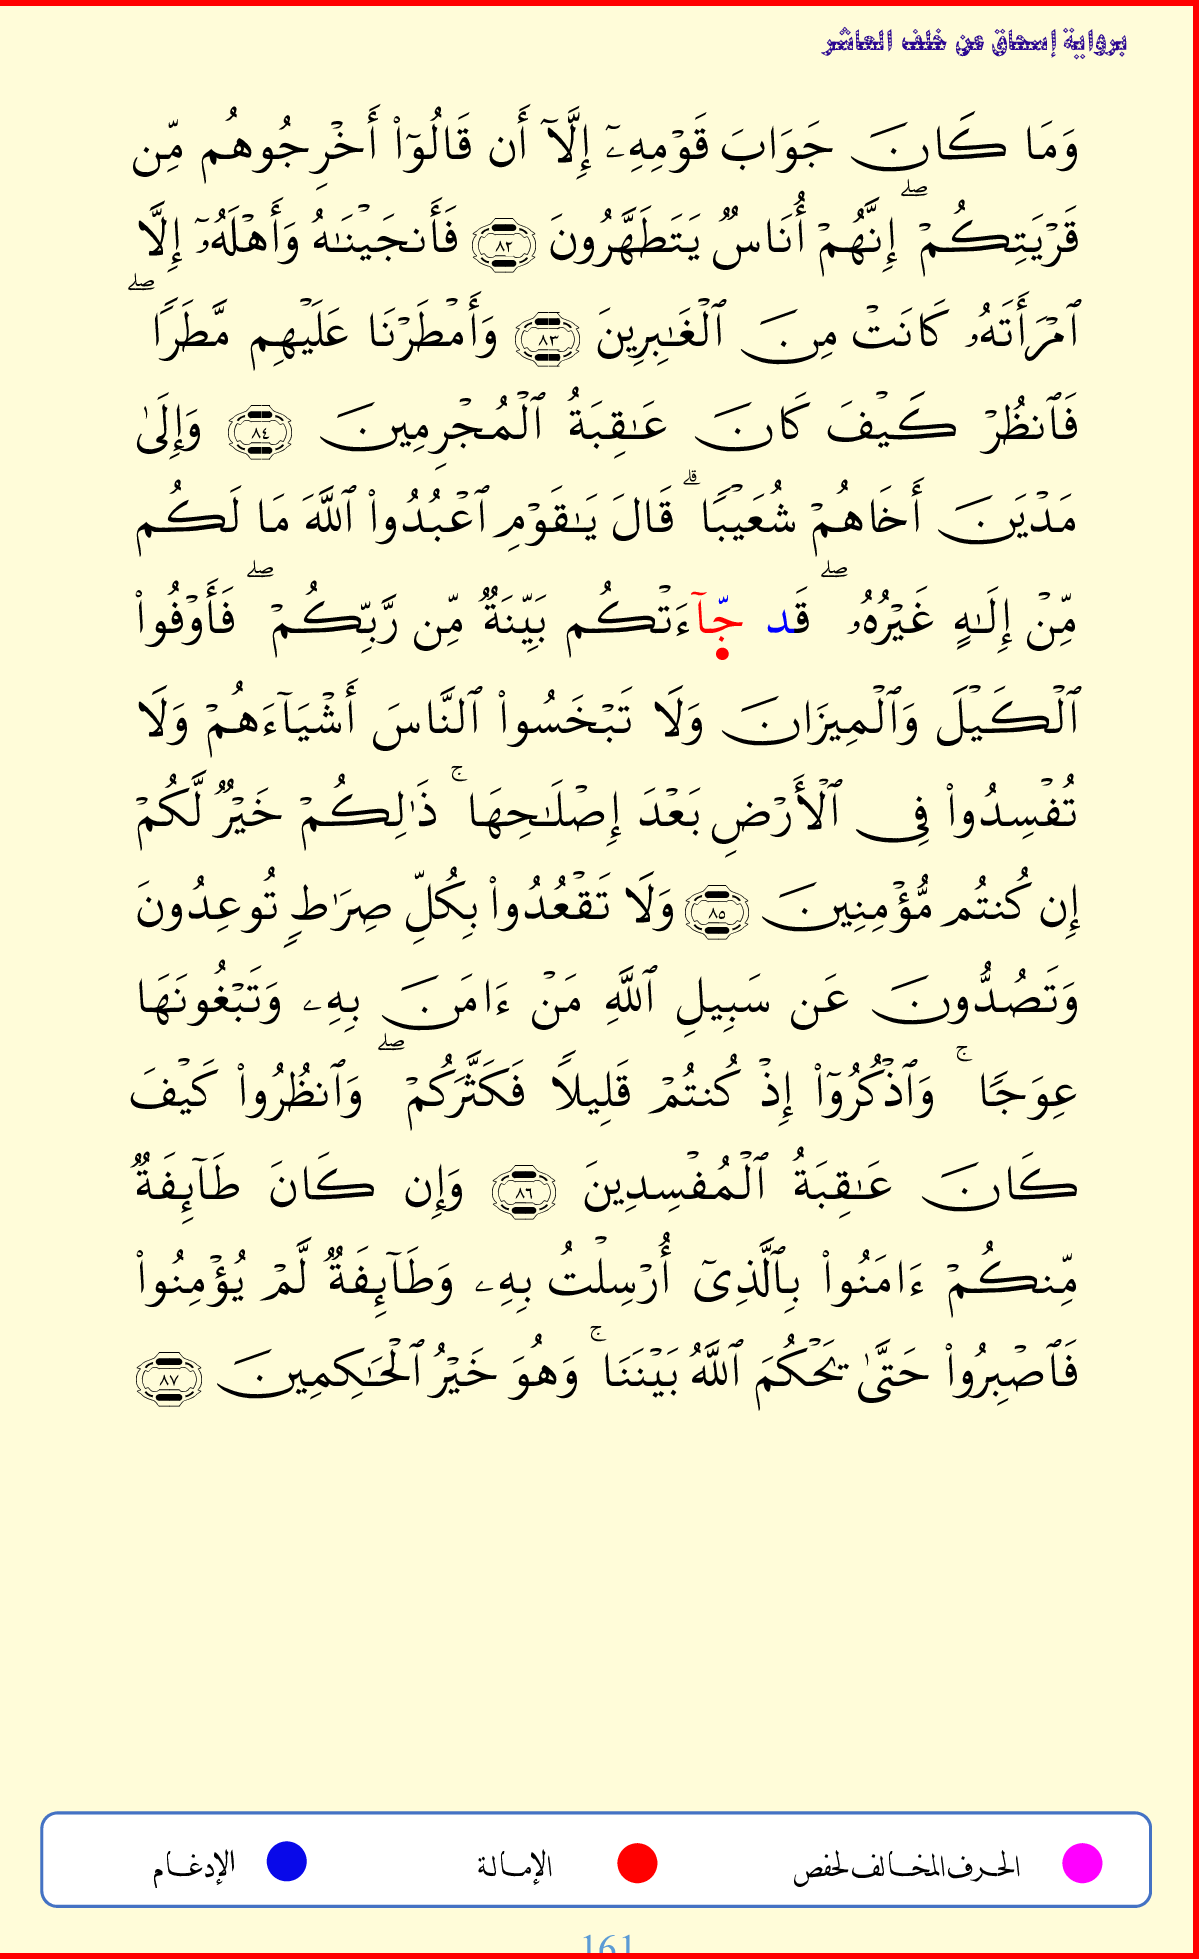 برواية إسحاق عن خلف العاشر
وَمَا كَانَ جَوَابَ قَوۡمِهِۦٓ إِلَّآ أَن قَالُوٓاْ أَخۡرِجُوهُم مِّن
قَرۡيَتِكُمۡۖ إِنَّهُمۡ أُنَاسٞ يَتَطَهَّرُونَ ٨٢ فَأَنجَيۡنَٰهُ وَأَهۡلَهُۥٓ إِلَّا
ٱمۡرَأَتَهُۥ كَانَتۡ مِنَ ٱلۡغَٰبِرِينَ ٨٣ وَأَمۡطَرۡنَا عَلَيۡهِم مَّطَرٗاۖ
فَٱنظُرۡ كَيۡفَ كَانَ عَٰقِبَةُ ٱلۡمُجۡرِمِينَ ٨٤ وَإِلَىٰ
مَدۡيَنَ أَخَاهُمۡ شُعَيۡبٗاۗ قَالَ يَٰقَوۡمِ ٱعۡبُدُواْ ٱللَّهَ مَا لَكُم
مِّنۡ إِلَٰهٍ غَيۡرُهُۥۖ قَد جَّآءَتۡكُم بَيِّنَةٞ مِّن رَّبِّكُمۡۖ فَأَوۡفُواْ
ٱلۡكَيۡلَ وَٱلۡمِيزَانَ وَلَا تَبۡخَسُواْ ٱلنَّاسَ أَشۡيَآءَهُمۡ وَلَا
تُفۡسِدُواْ فِي ٱلۡأَرۡضِ بَعۡدَ إِصۡلَٰحِهَاۚ ذَٰلِكُمۡ خَيۡرٞ لَّكُمۡ
إِن كُنتُم مُّؤۡمِنِينَ ٨٥ وَلَا تَقۡعُدُواْ بِكُلِّ صِرَٰطٖ تُوعِدُونَ
وَتَصُدُّونَ عَن سَبِيلِ ٱللَّهِ مَنۡ ءَامَنَ بِهِۦ وَتَبۡغُونَهَا
عِوَجٗاۚ وَٱذۡكُرُوٓاْ إِذۡ كُنتُمۡ قَلِيلٗا فَكَثَّرَكُمۡۖ وَٱنظُرُواْ كَيۡفَ
كَانَ عَٰقِبَةُ ٱلۡمُفۡسِدِينَ ٨٦ وَإِن كَانَ طَآئِفَةٞ
مِّنكُمۡ ءَامَنُواْ بِٱلَّذِيٓ أُرۡسِلۡتُ بِهِۦ وَطَآئِفَةٞ لَّمۡ يُؤۡمِنُواْ
فَٱصۡبِرُواْ حَتَّىٰ يَحۡكُمَ ٱللَّهُ بَيۡنَنَاۚ وَهُوَ خَيۡرُ ٱلۡحَٰكِمِينَ ٨٧
الحرف المخالف لحفص الإمالة الإدغام
161